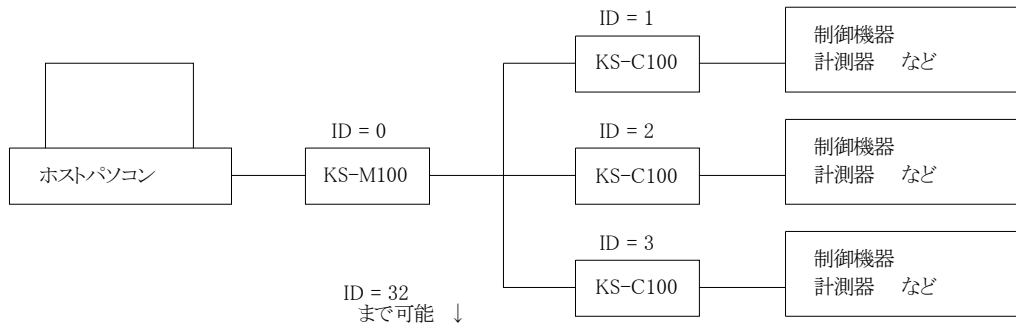 ID = 1
KS-C100
制御機器
計測器 など
ホストパソコン
ID = 0
KS-M100
ID = 2
KS-C100
制御機器
計測器 など
ID = 3
KS-C100
制御機器
計測器 など
ID = 32
まで可能 ↓